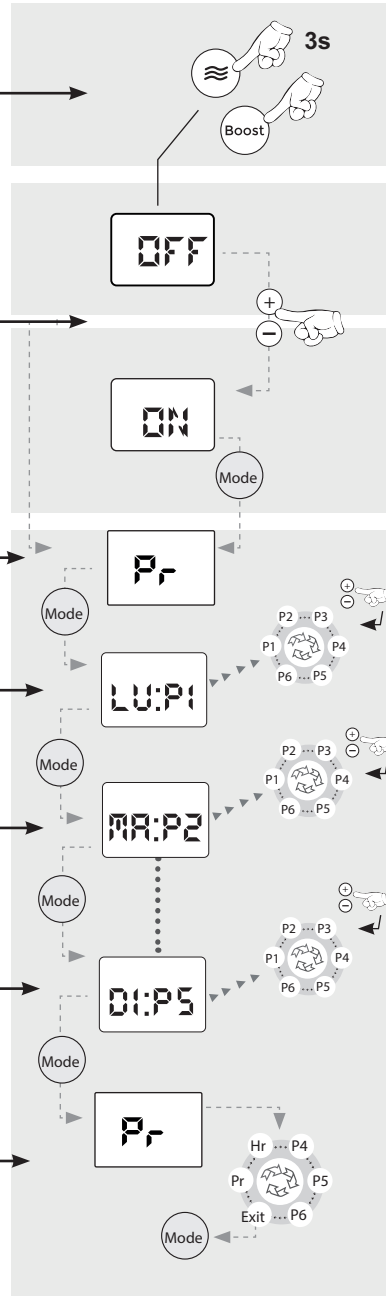 3s
Boost
OFF
+
−
ON
Mode
Pr
+
−
Mode
P2 ... P3
P1 P4
P6 ... P5
LU:P1
+
−
Mode
P2 ... P3
P1 P4
P6 ... P5
MA:P2
+
−
Mode
P2 ... P3
P1 P4
P6 ... P5
DI:P5
Mode
Pr
Hr ... P4
Pr P5
Exit ... P6
Mode